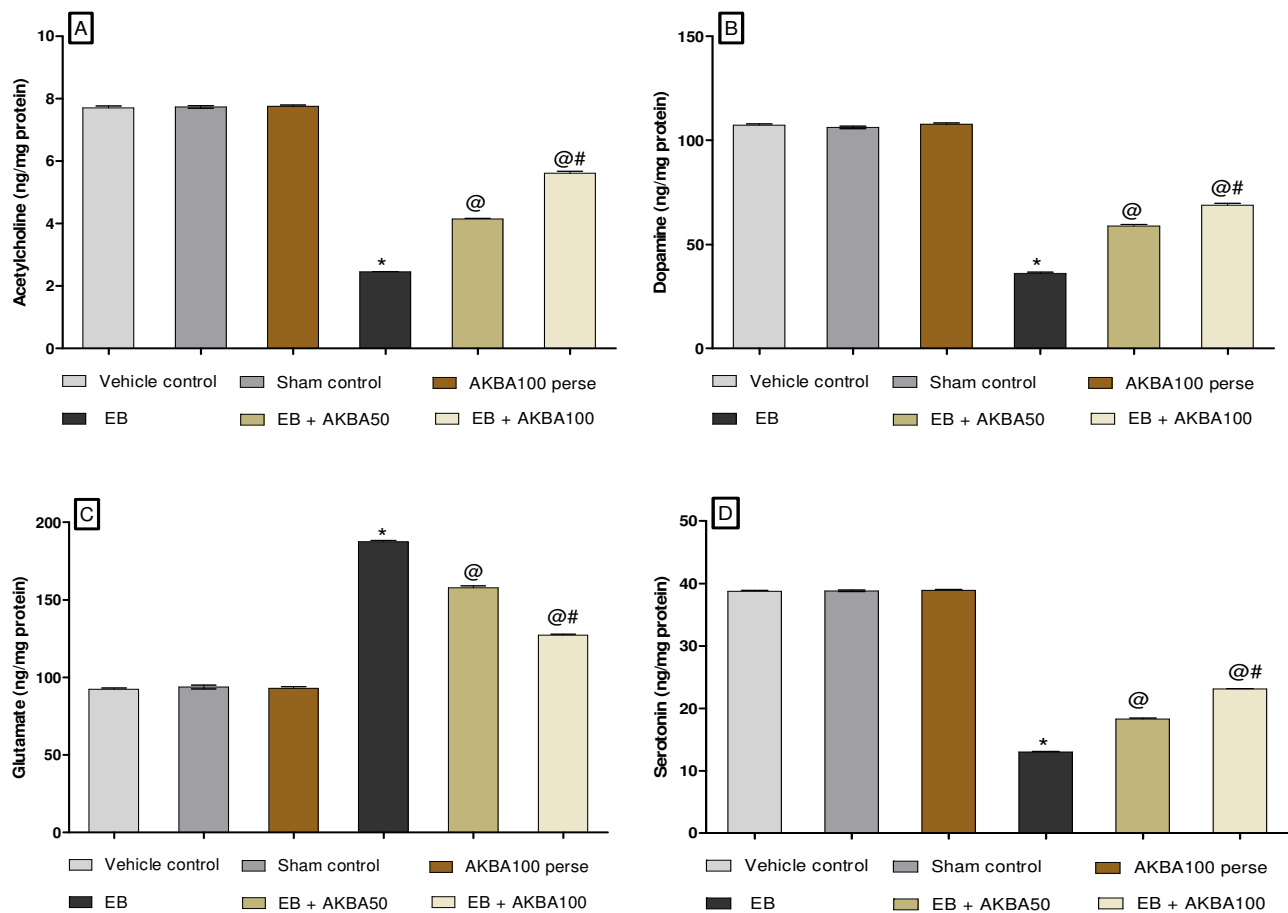 A
Acetylcholine (ng/mg protein)
10
8
6
4
2
0
*
@
@#
Vehicle control Sham control AKBA100 perse
EB EB + AKBA50 EB + AKBA100
B
Dopamine (ng/mg protein)
150
100
50
0
*
@
@#
Vehicle control Sham control AKBA100 perse
EB EB + AKBA50 EB + AKBA100
C
Glutamate (ng/mg protein)
200
150
100
50
0
*
@
@#
Vehicle control Sham control AKBA100 perse
EB EB + AKBA50 EB + AKBA100
D
Serotonin (ng/mg protein)
50
40
30
20
10
0
*
@
@#
Vehicle control Sham control AKBA100 perse
EB EB + AKBA50 EB + AKBA100